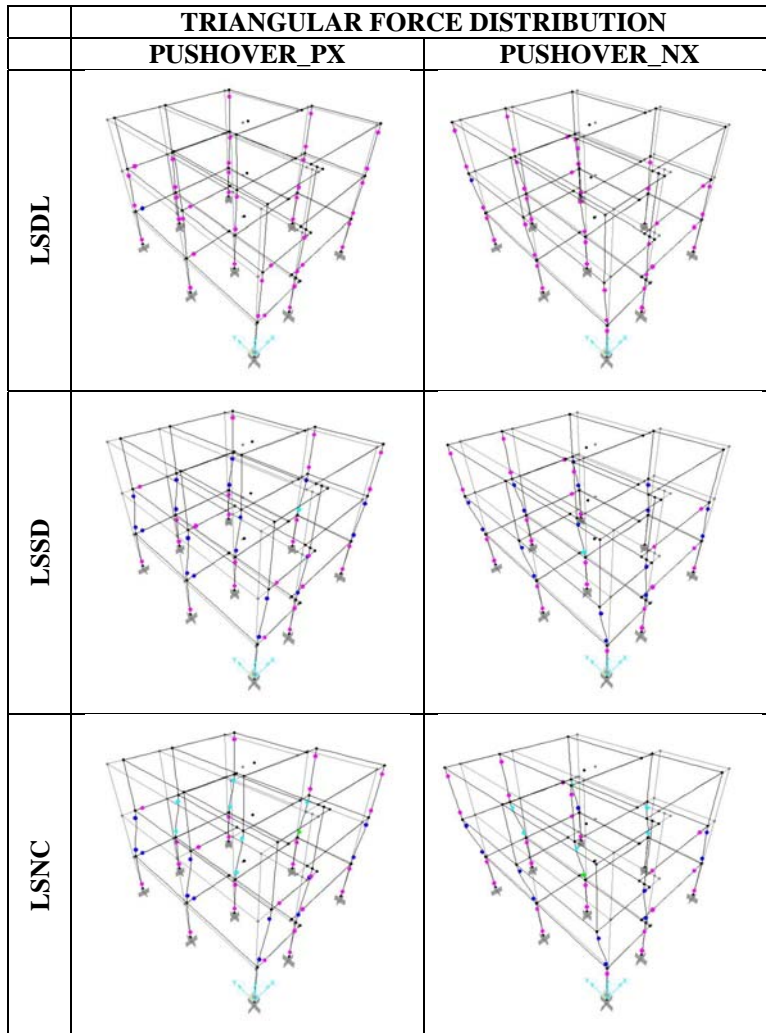 TRIANGULAR FORCE DISTRIBUTION
PUSHOVER_PX PUSHOVER_NX
LSDL
LSSD
LSNC